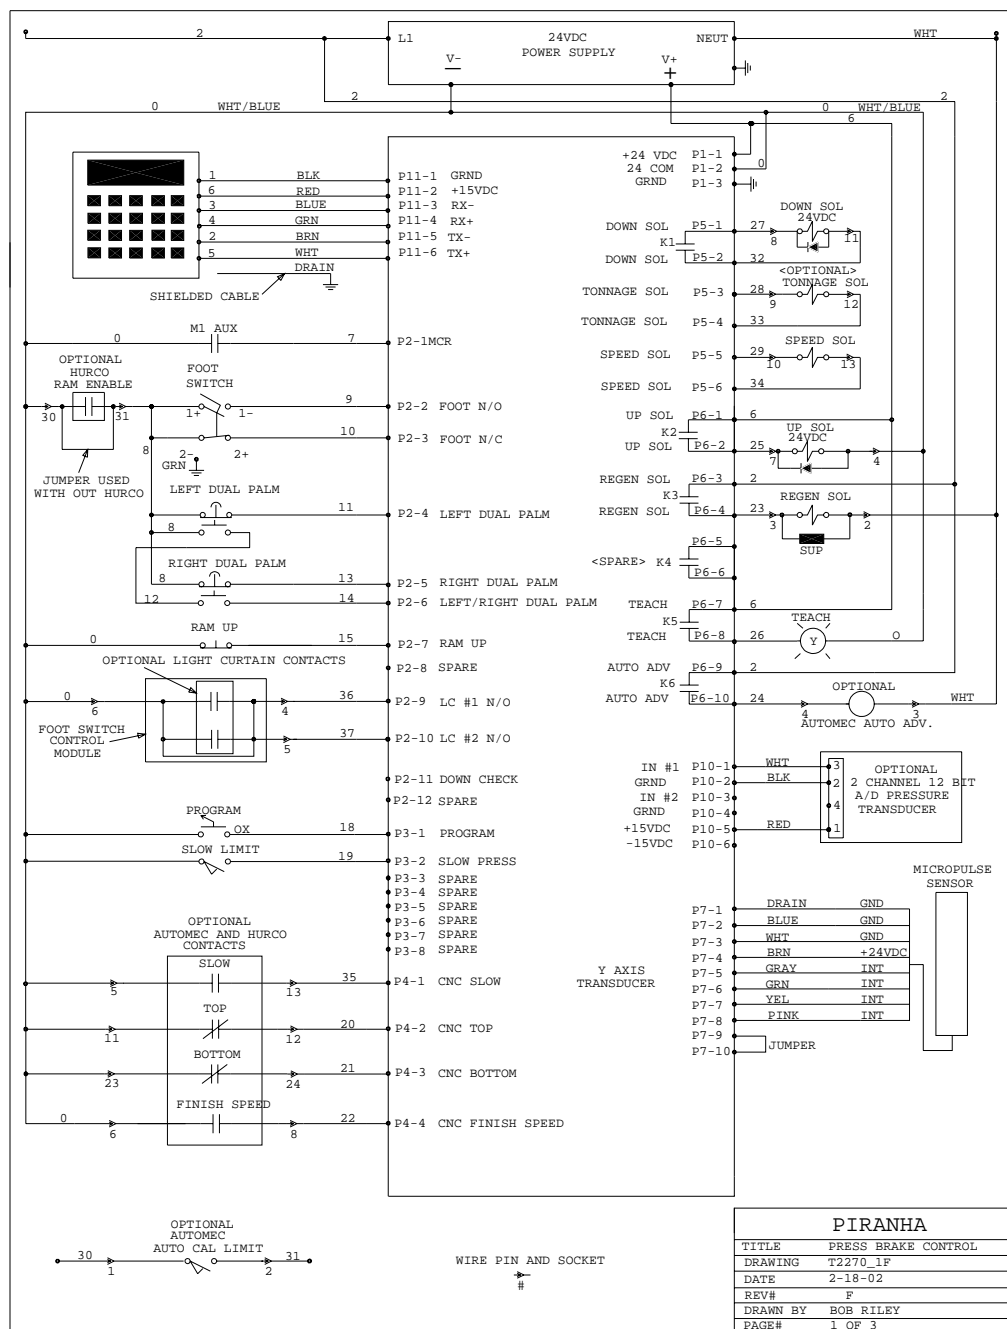 2 L1 24VDC POWER SUPPLY NEUT WHT
V- V+
2 2
0 WHT/BLUE 0 WHT/BLUE
6
+24 VDC P1-1
24 COM P1-2 0
GRND P1-3
1 BLK P11-1 GRND
6 RED P11-2 +15VDC
3 BLUE P11-3 RX-
4 GRN P11-4 RX+
2 BRN P11-5 TX-
5 WHT P11-6 TX+
DRAIN
SHIELDED CABLE
DOWN SOL P5-1 27 8 DOWN SOL 24VDC 11
K1
DOWN SOL P5-2 32
<OPTIONAL>
TONNAGE SOL
TONNAGE SOL P5-3 28 9 12
TONNAGE SOL P5-4 33
SPEED SOL
SPEED SOL P5-5 29 10 13
SPEED SOL P5-6 34
0 M1 AUX 7 P2-1MCR
OPTIONAL
HURCO
RAM ENABLE
30 31
FOOT
SWITCH
1+ 1- 9 P2-2 FOOT N/O
10 P2-3 FOOT N/C
8 2- 2+
GRN
JUMPER USED
WITH OUT HURCO
UP SOL P6-1 6
K2
UP SOL P6-2 25 7 UP SOL 24VDC 4
REGEN SOL P6-3 2
K3
REGEN SOL P6-4 23 3 REGEN SOL 2
SUP
P6-5
<SPARE> K4
P6-6
LEFT DUAL PALM
11 P2-4 LEFT DUAL PALM
8
RIGHT DUAL PALM
8 13 P2-5 RIGHT DUAL PALM
12 14 P2-6 LEFT/RIGHT DUAL PALM
TEACH P6-7 6
K5
TEACH P6-8 26 TEACH Y O
0 RAM UP 15 P2-7 RAM UP
P2-8 SPARE
AUTO ADV P6-9 2
K6
AUTO ADV P6-10 24 4 OPTIONAL 3 WHT
AUTOMEC AUTO ADV.
OPTIONAL LIGHT CURTAIN CONTACTS
0 6 4 36 P2-9 LC #1 N/O
FOOT SWITCH
CONTROL
MODULE
5 37 P2-10 LC #2 N/O
P2-11 DOWN CHECK
P2-12 SPARE
IN #1 P10-1 WHT 3
GRND P10-2 BLK 2
IN #2 P10-3
GRND P10-4 4
+15VDC P10-5 RED 1
-15VDC P10-6
OPTIONAL
2 CHANNEL 12 BIT
A/D PRESSURE
TRANSDUCER
PROGRAM
OX 18 P3-1 PROGRAM
SLOW LIMIT
19 P3-2 SLOW PRESS
P3-3 SPARE
P3-4 SPARE
P3-5 SPARE
P3-6 SPARE
P3-7 SPARE
P3-8 SPARE
MICROPULSE
SENSOR
Y AXIS
TRANSDUCER
P7-1 DRAIN GND
P7-2 BLUE GND
P7-3 WHT GND
P7-4 BRN +24VDC
P7-5 GRAY INT
P7-6 GRN INT
P7-7 YEL INT
P7-8 PINK INT
P7-9
P7-10 JUMPER
OPTIONAL
AUTOMEC AND HURCO
CONTACTS
5 SLOW 13 35 P4-1 CNC SLOW
11 TOP 12 20 P4-2 CNC TOP
23 BOTTOM 24 21 P4-3 CNC BOTTOM
0 6 FINISH SPEED 8 22 P4-4 CNC FINISH SPEED
OPTIONAL
AUTOMEC
AUTO CAL LIMIT
30 1 2 31
WIRE PIN AND SOCKET
#
PIRANHA
TITLE PRESS BRAKE CONTROL
DRAWING T2270_1F
DATE 2-18-02
REV# F
DRAWN BY BOB RILEY
PAGE# 1 OF 3